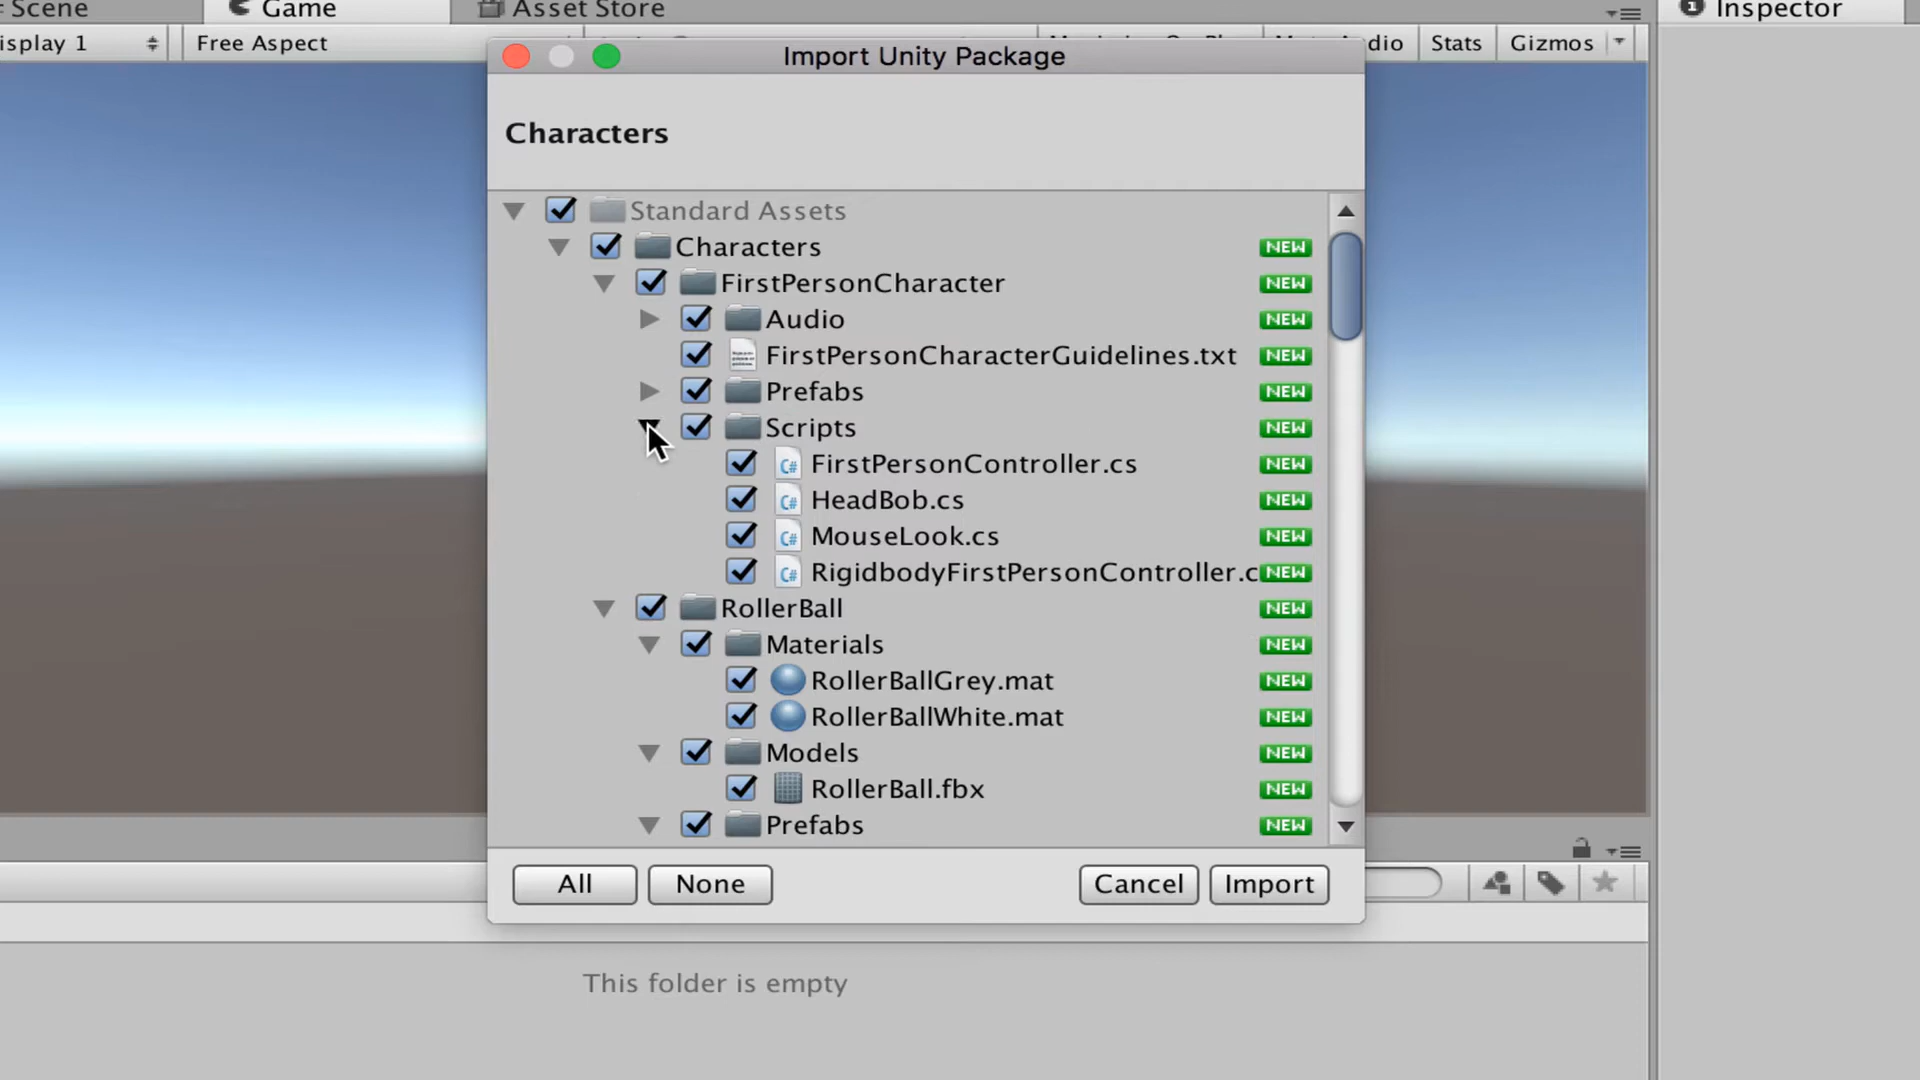 Scene
Game
Asset Store
Inspector
isplay 1
Free Aspect
dio
Stats
Gizmos
Import Unity Package
Characters
Standard Assets
Characters NEW
FirstPersonCharacter NEW
Audio NEW
FirstPersonCharacterGuidelines.txt NEW
Prefabs NEW
Scripts NEW
FirstPersonController.cs NEW
HeadBob.cs NEW
MouseLook.cs NEW
RigidbodyFirstPersonController.c NEW
RollerBall NEW
Materials NEW
RollerBallGrey.mat NEW
RollerBallWhite.mat NEW
Models NEW
RollerBall.fbx NEW
Prefabs NEW
All
None
Cancel
Import
This folder is empty